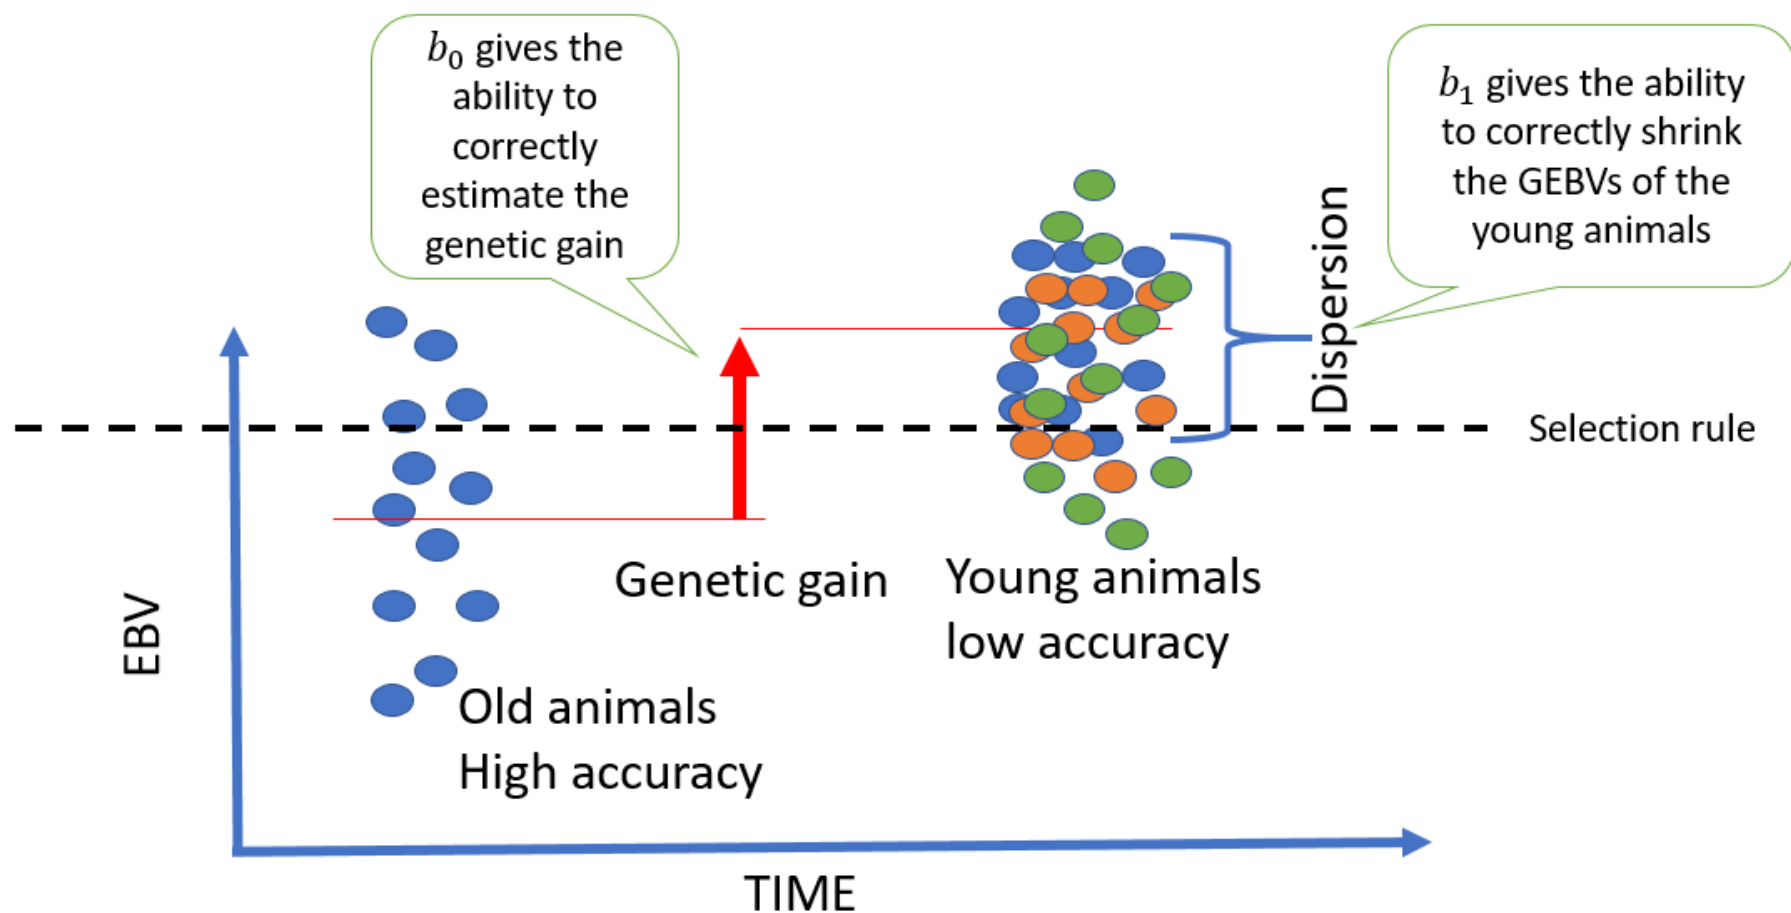 b₀ gives the
ability to
correctly
estimate the
genetic gain
b₁ gives the ability
to correctly shrink
the GEBVs of the
young animals
Dispersion
Selection rule
Genetic gain
Young animals
low accuracy
EBV
Old animals
High accuracy
TIME